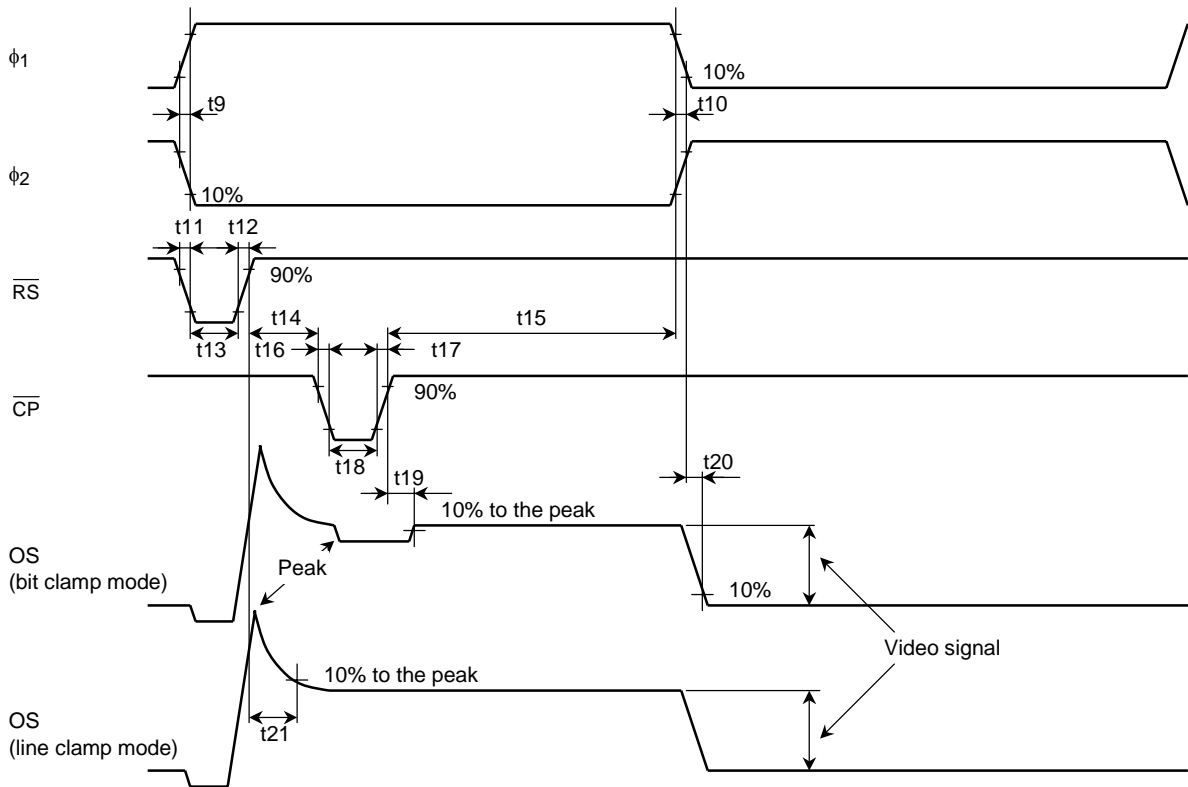 ϕ1
10%
t9
t10
ϕ2
10%
t11
t12
R̅S̅
90%
t14
t15
t13
t16
t17
C̅P̅
90%
t18
t19
t20
10% to the peak
OS
(bit clamp mode)
Peak
10%
Video signal
10% to the peak
OS
(line clamp mode)
t21